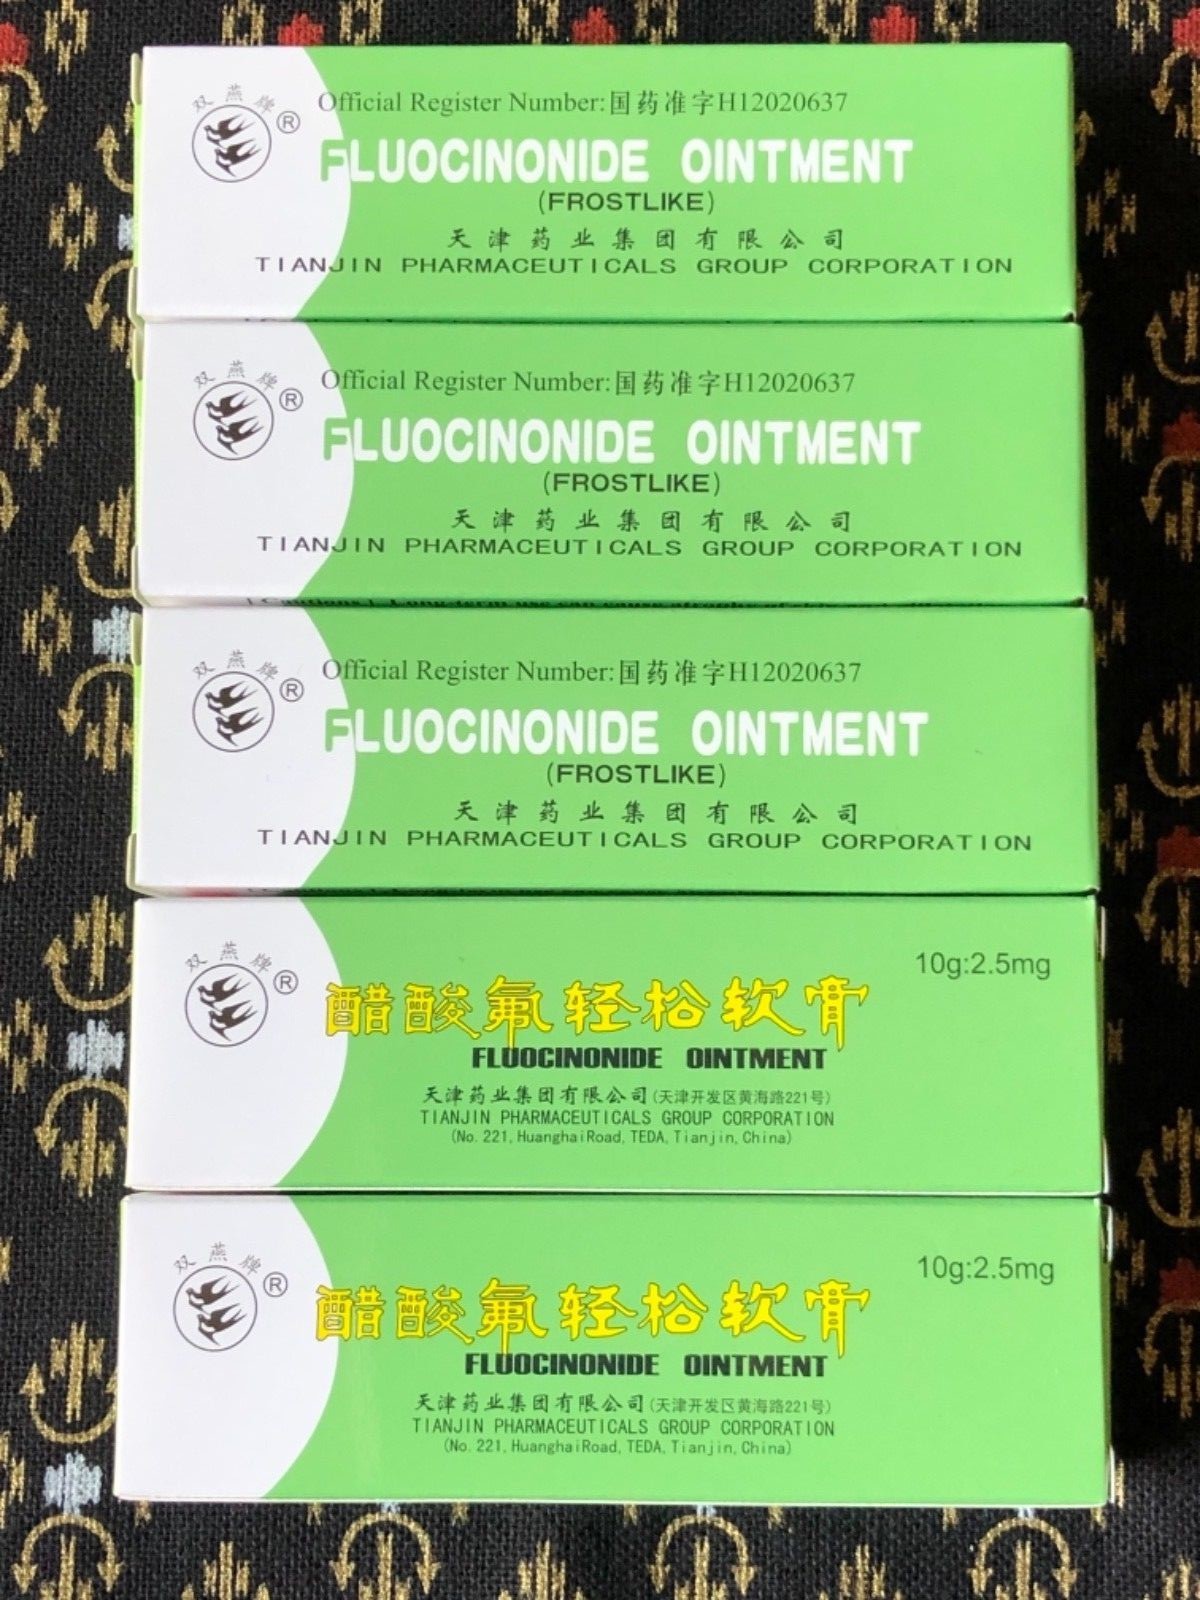 双燕牌®
Official Register Number:国药准字H12020637
FLUOCINONIDE OINTMENT
(FROSTLIKE)
天津药业集团有限公司
TIANJIN PHARMACEUTICALS GROUP CORPORATION
双燕牌®
Official Register Number:国药准字H12020637
FLUOCINONIDE OINTMENT
(FROSTLIKE)
天津药业集团有限公司
TIANJIN PHARMACEUTICALS GROUP CORPORATION
双燕牌®
Official Register Number:国药准字H12020637
FLUOCINONIDE OINTMENT
(FROSTLIKE)
天津药业集团有限公司
TIANJIN PHARMACEUTICALS GROUP CORPORATION
双燕牌®
10g:2.5mg
醋酸氟轻松软膏
FLUOCINONIDE OINTMENT
天津药业集团有限公司(天津开发区黄海路221号)
TIANJIN PHARMACEUTICALS GROUP CORPORATION
(No. 221, HuanghaiRoad, TEDA, Tianjin, China)
双燕牌®
10g:2.5mg
醋酸氟轻松软膏
FLUOCINONIDE OINTMENT
天津药业集团有限公司(天津开发区黄海路221号)
TIANJIN PHARMACEUTICALS GROUP CORPORATION
(No. 221, HuanghaiRoad, TEDA, Tianjin, China)